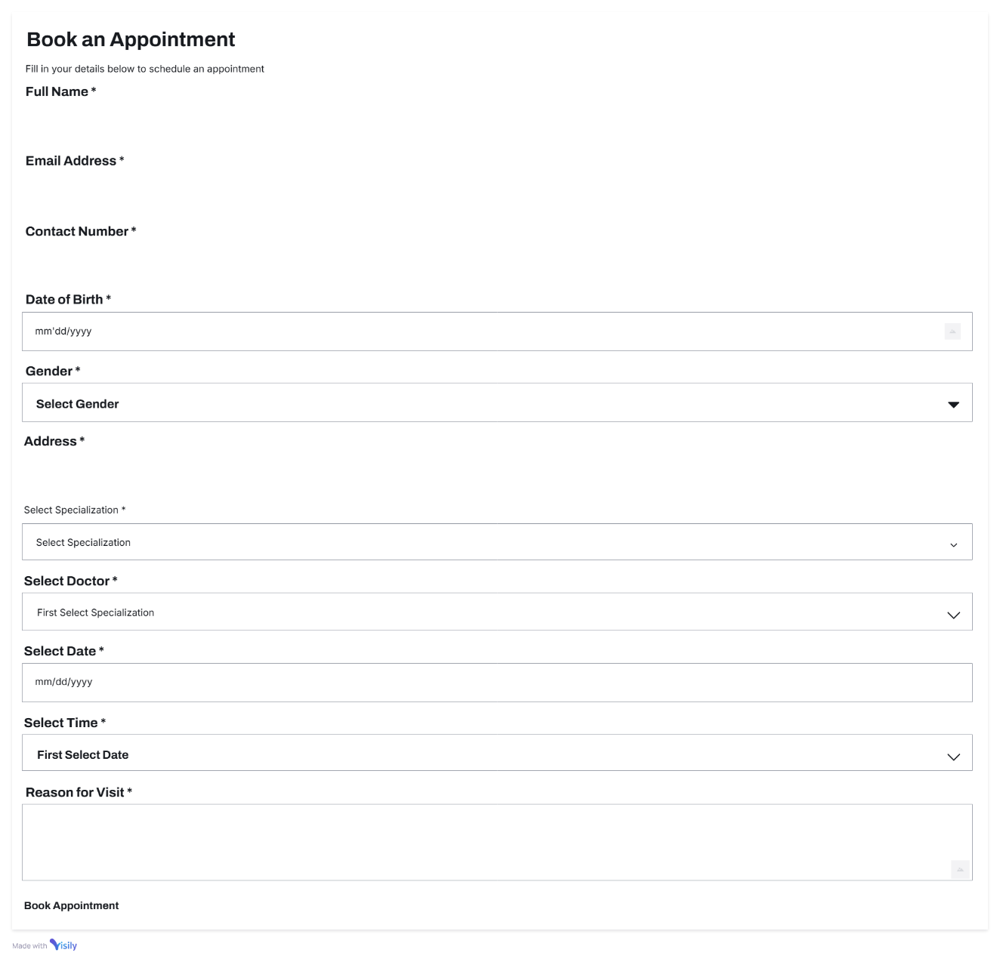 Book an Appointment
Fill in your details below to schedule an appointment
Full Name *
Email Address *
Contact Number *
Date of Birth *
mm'dd/yyyy
Gender *
Select Gender
Address *
Select Specialization *
Select Specialization
Select Doctor *
First Select Specialization
Select Date *
mm/dd/yyyy
Select Time *
First Select Date
Reason for Visit *
Book Appointment
Made with Visily